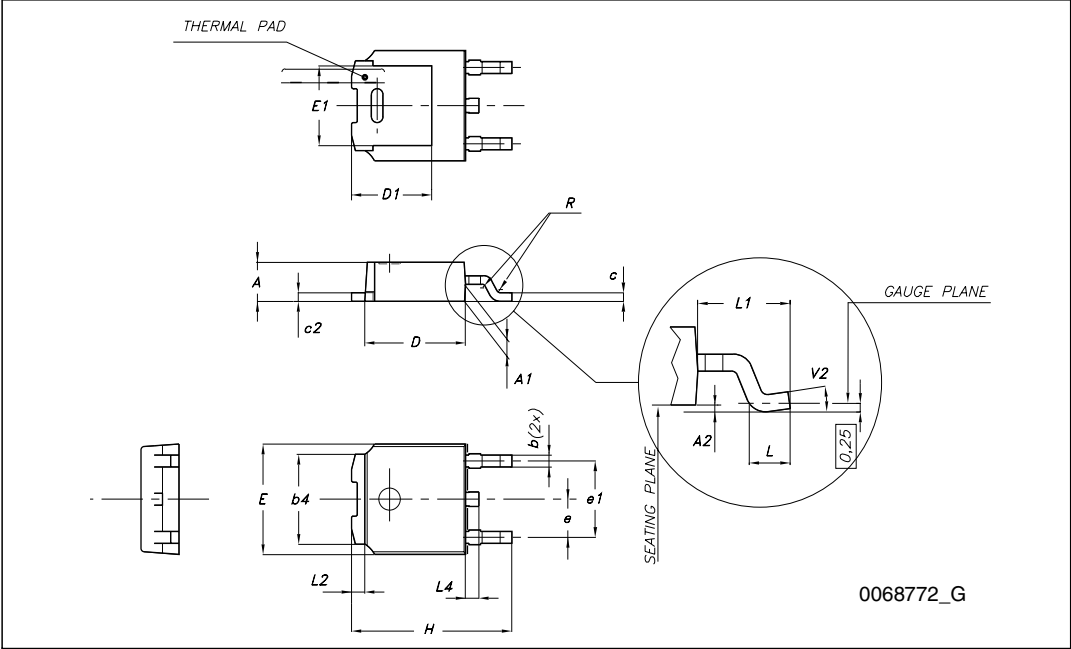 THERMAL PAD
E1
D1
R
A
c2
D
A1
c
L1
GAUGE PLANE
V2
A2
L
0,25
SEATING PLANE
b(2x)
E
b4
e
e1
L2
L4
H
0068772_G